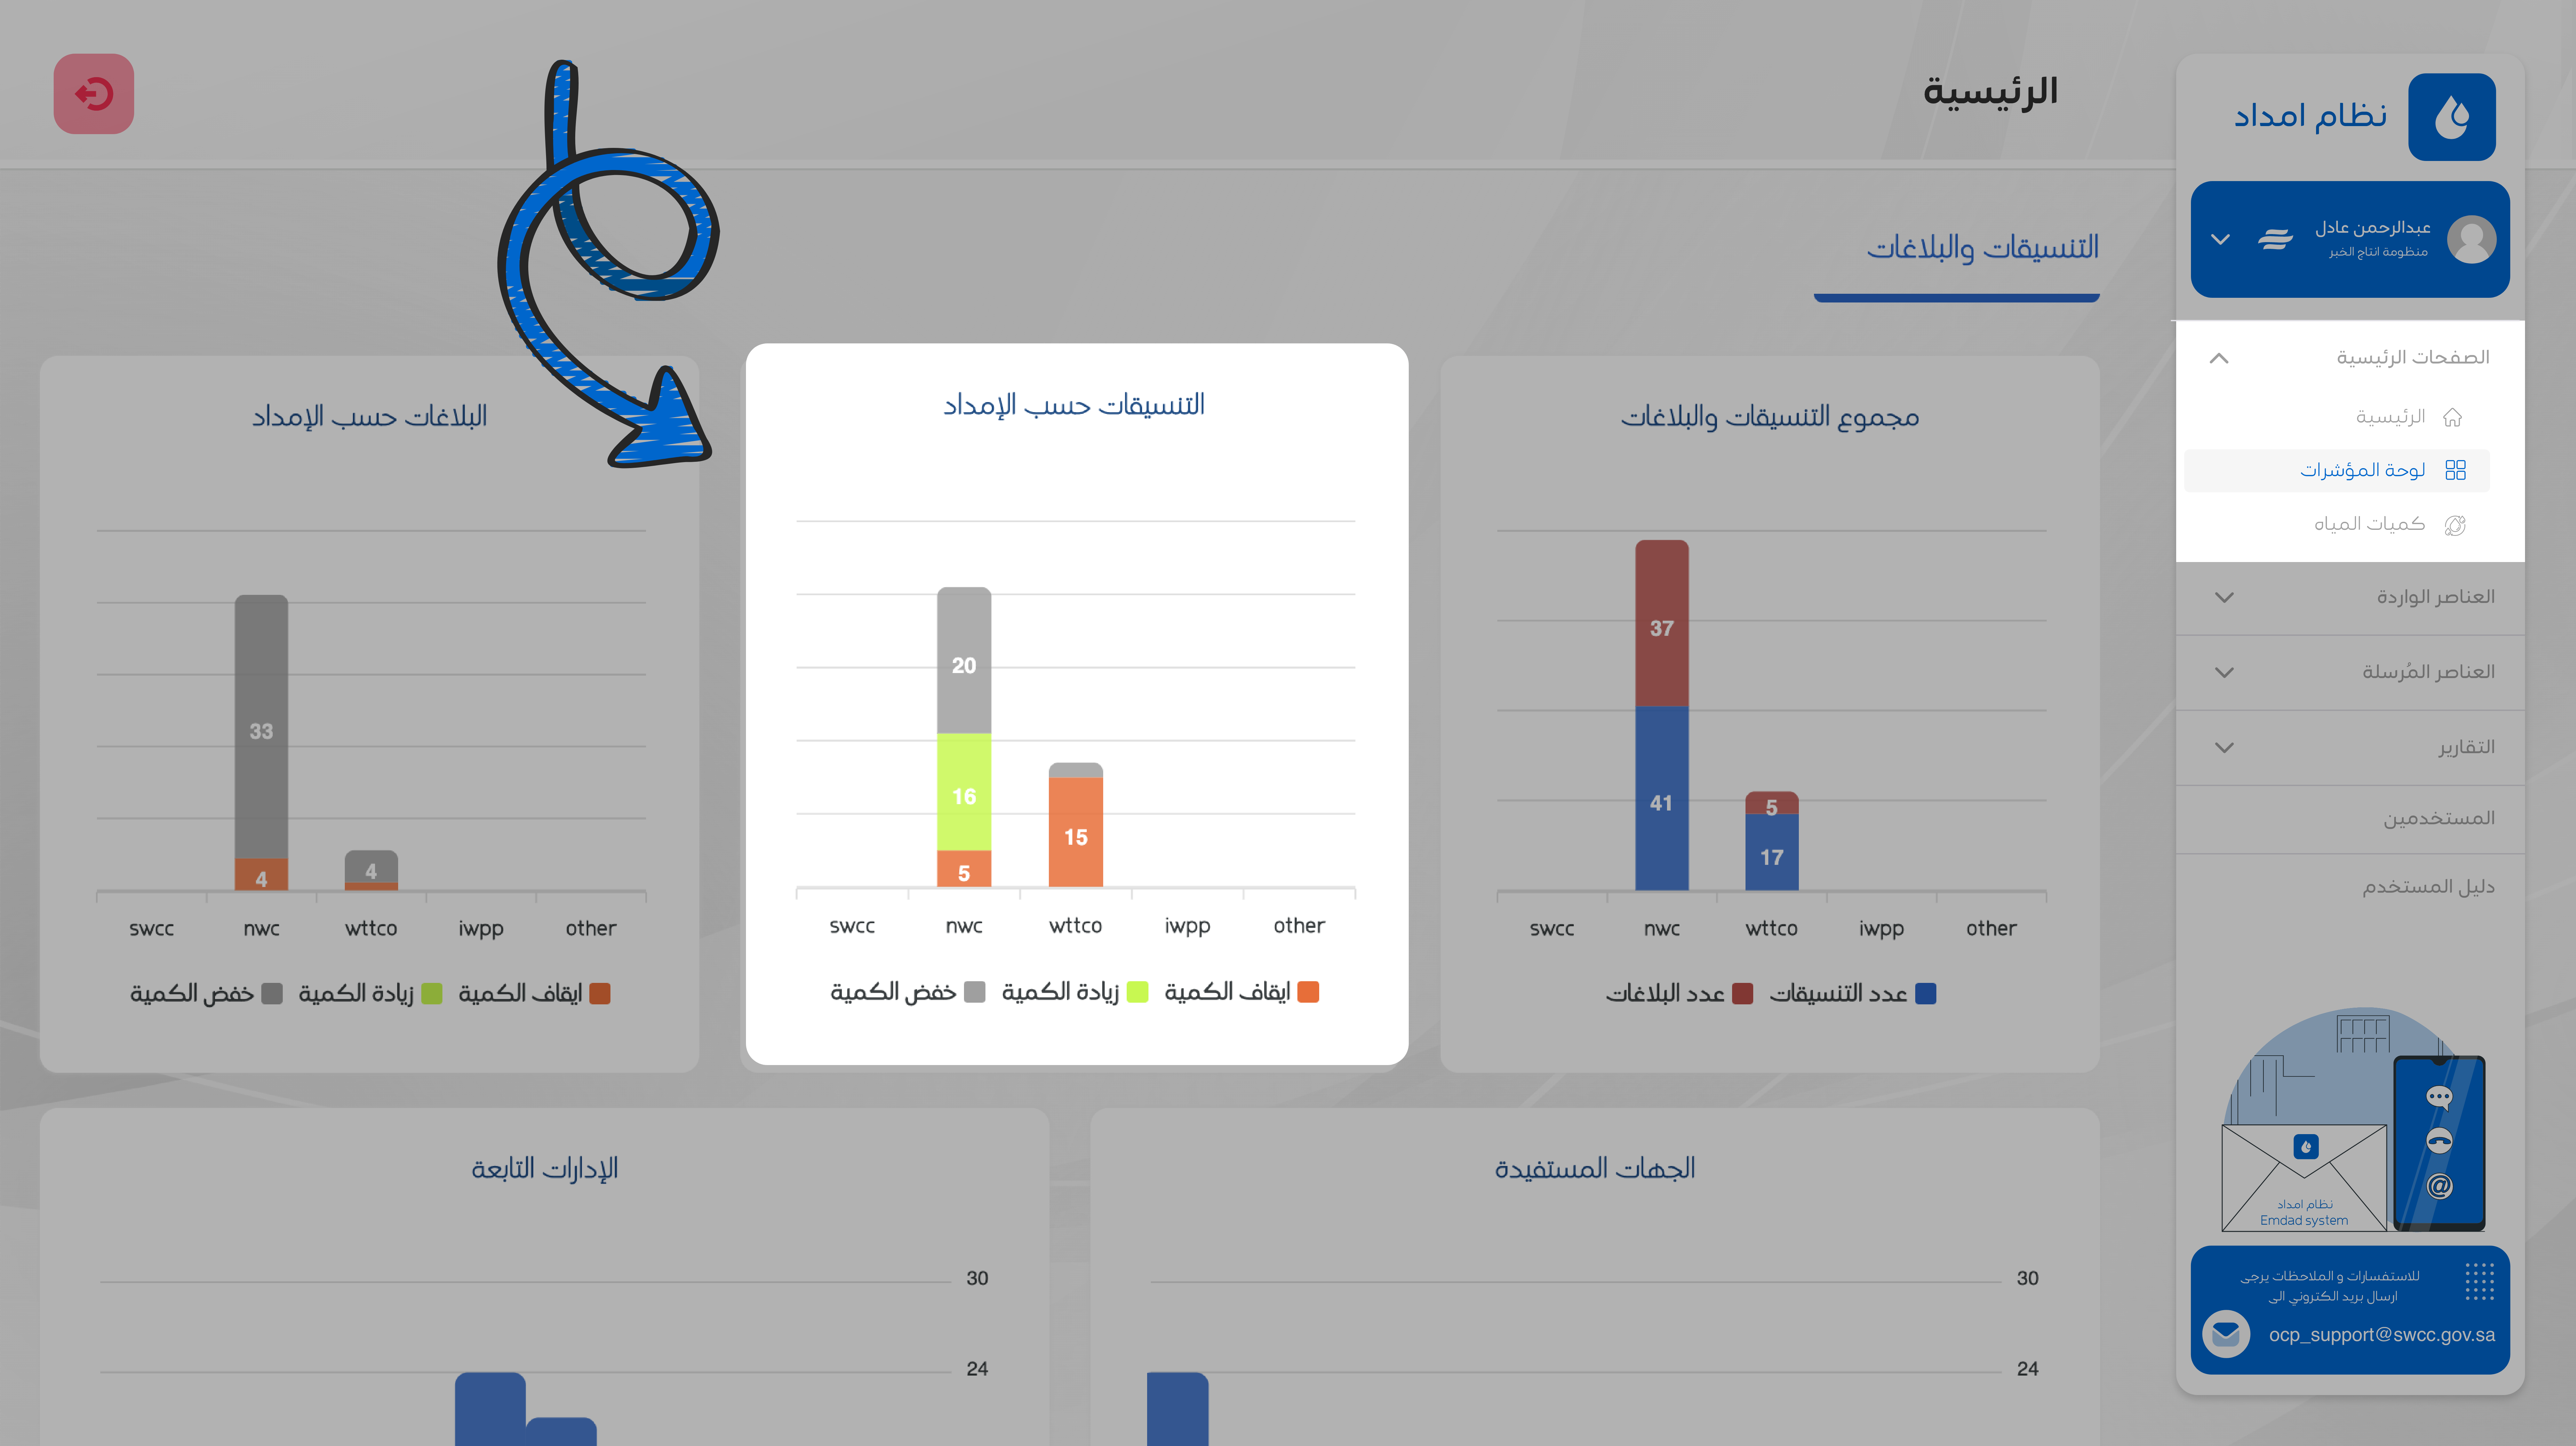 نظام امداد
عبدالرحمن عادل
منظومة انتاج الخبر
الصفحات الرئيسية
الرئيسية
لوحة المؤشرات
كميات المياه
العناصر الواردة
العناصر المُرسلة
التقارير
المستخدمين
دليل المستخدم
نظام امداد
Emdad system
للاستفسارات و الملاحظات يرجى
ارسال بريد الكتروني الى
ocp_support@swcc.gov.sa
الرئيسية
التنسيقات والبلاغات
مجموع التنسيقات والبلاغات
37
41
5
17
swcc nwc wttco iwpp other
عدد التنسيقات عدد البلاغات
التنسيقات حسب الإمداد
20
16
5
15
swcc nwc wttco iwpp other
ايقاف الكمية زيادة الكمية خفض الكمية
البلاغات حسب الإمداد
33
4
4
swcc nwc wttco iwpp other
ايقاف الكمية زيادة الكمية خفض الكمية
الجهات المستفيدة
30
24
الإدارات التابعة
30
24